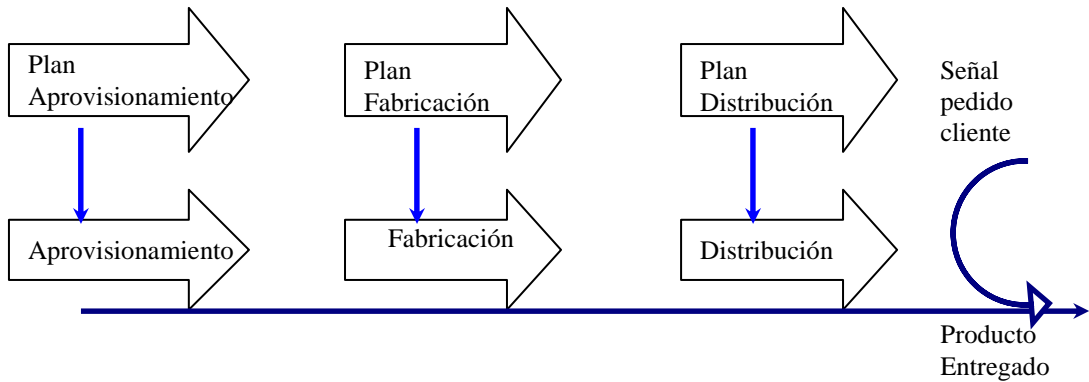 Plan
Aprovisionamiento
Plan
Fabricación
Plan
Distribución
Señal
pedido
cliente
Aprovisionamiento
Fabricación
Distribución
Producto
Entregado